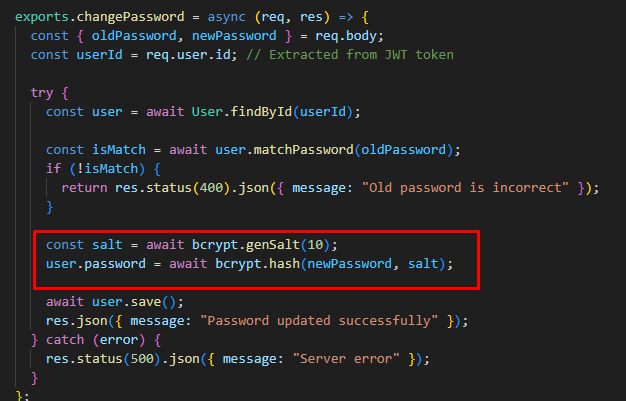 exports.changePassword = async (req, res) => {
const { oldPassword, newPassword } = req.body;
const userId = req.user.id; // Extracted from JWT token
try {
const user = await User.findById(userId);
const isMatch = await user.matchPassword(oldPassword);
if (!isMatch) {
return res.status(400).json({ message: "Old password is incorrect" });
}
const salt = await bcrypt.genSalt(10);
user.password = await bcrypt.hash(newPassword, salt);
await user.save();
res.json({ message: "Password updated successfully" });
} catch (error) {
res.status(500).json({ message: "Server error" });
}
};